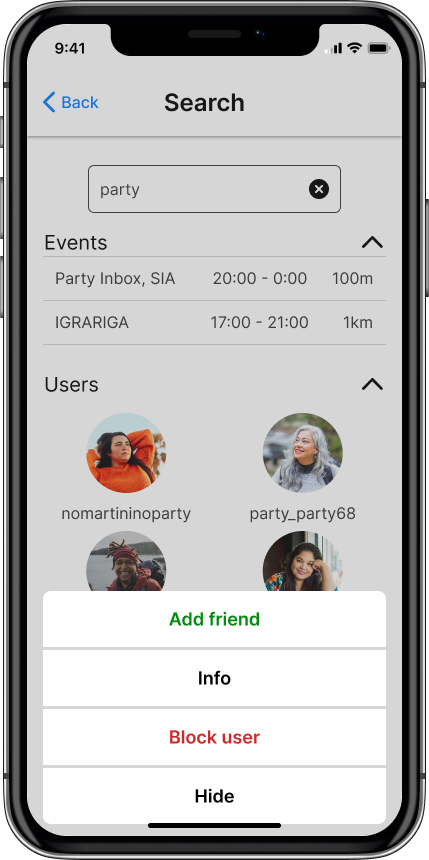 9:41
Back Search
party
Events
Party Inbox, SIA 20:00 - 0:00 100m
IGRARIGA 17:00 - 21:00 1km
Users
nomartininoparty party_party68
Add friend
Info
Block user
Hide